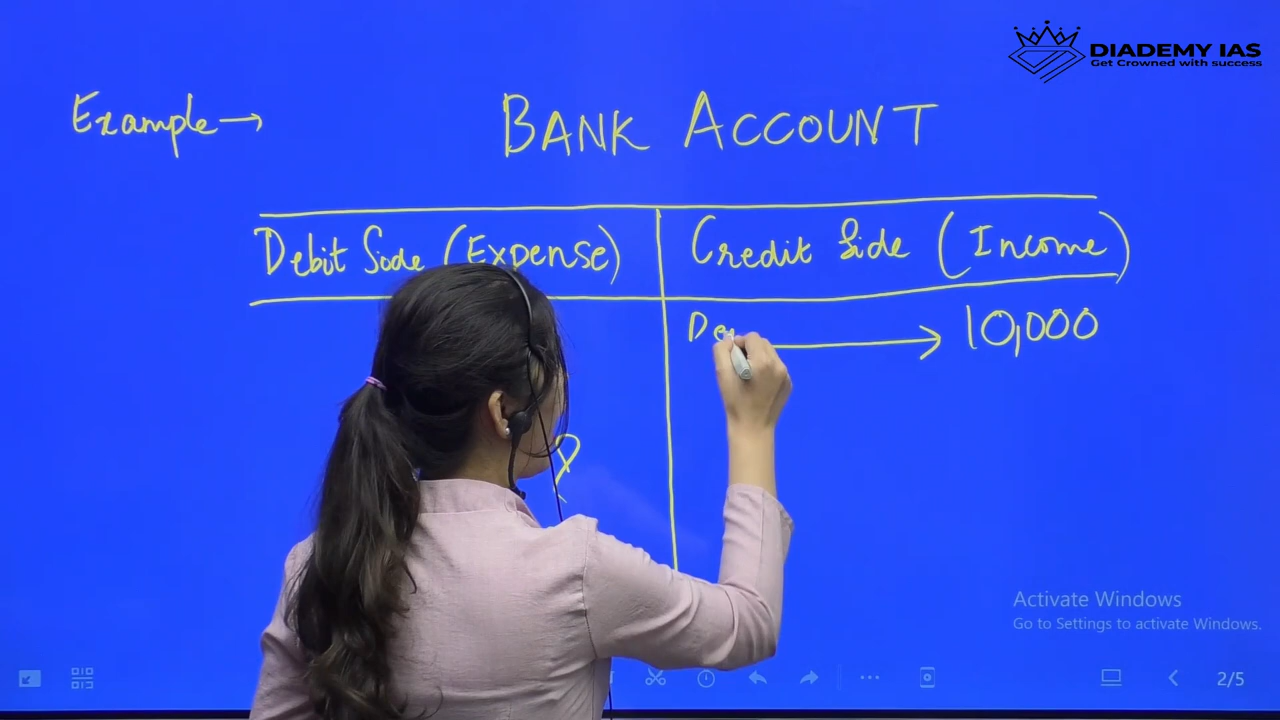 DIADEMY IAS
Get Crowned with success
Example → BANK ACCOUNT
Debit Side (Expense) Credit Side (Income)
De → 10,000
Activate Windows
Go to Settings to activate Windows.
2/5